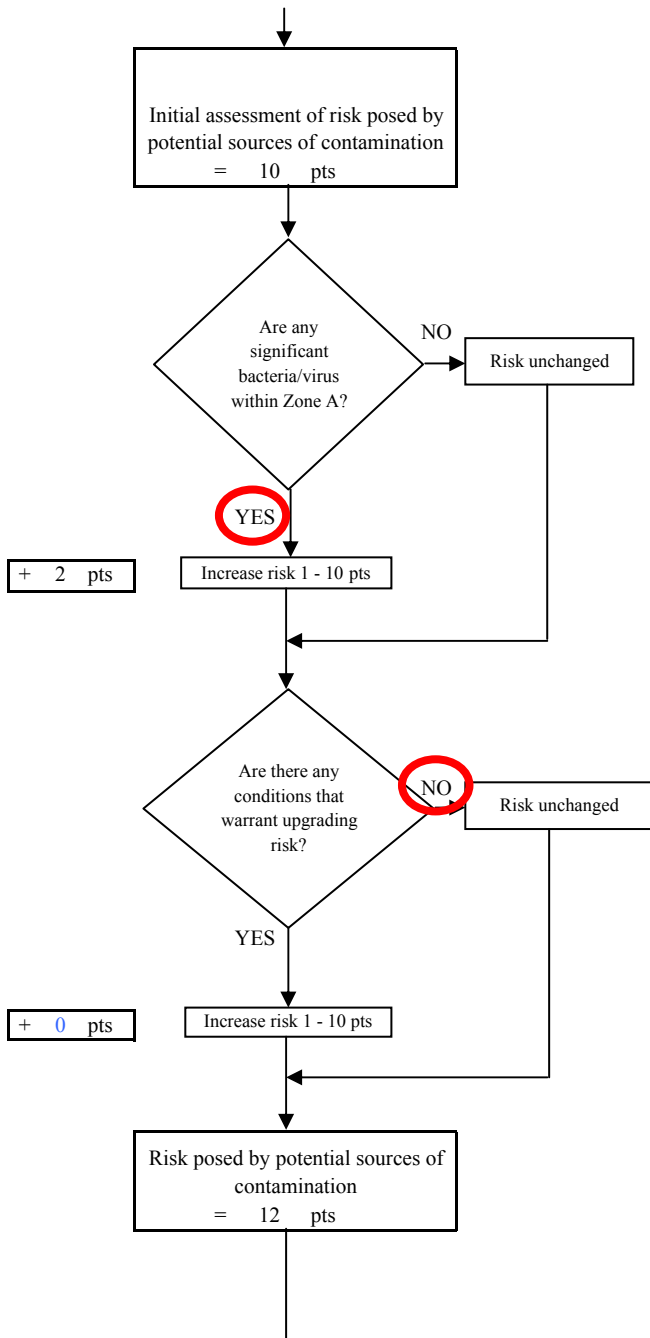 Initial assessment of risk posed by
potential sources of contamination
= 10 pts
Are any
significant
bacteria/virus
within Zone A?
NO
Risk unchanged
YES
+ 2 pts
Increase risk 1 - 10 pts
Are there any
conditions that
warrant upgrading
risk?
NO
Risk unchanged
YES
+ 0 pts
Increase risk 1 - 10 pts
Risk posed by potential sources of
contamination
= 12 pts